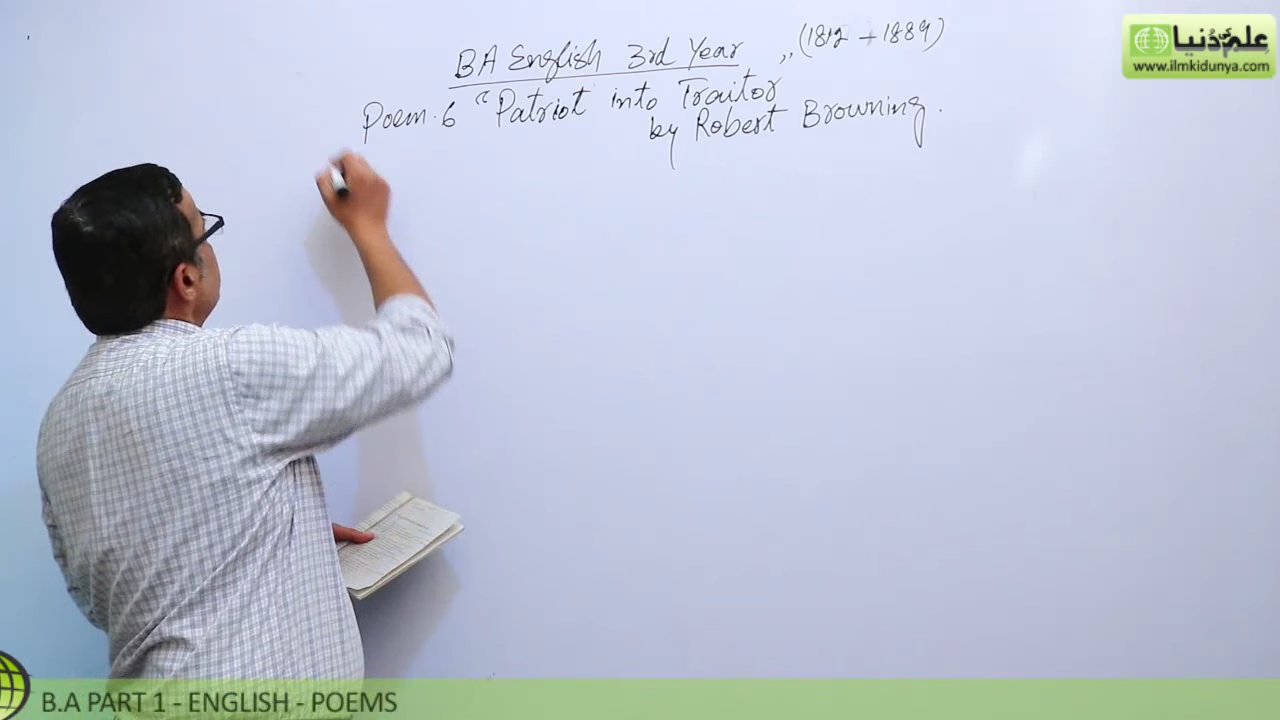 BA English 3rd Year ,, (1812 - 1889)
Poem. 6 " Patriot into Traitor
by Robert Browning.
علم کی دنیا
www.ilmkidunya.com
B.A PART 1 - ENGLISH - POEMS